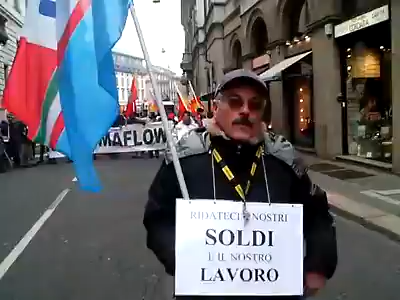 MAFLOW
RIDATECI I NOSTRI
SOLDI
E IL NOSTRO
LAVORO